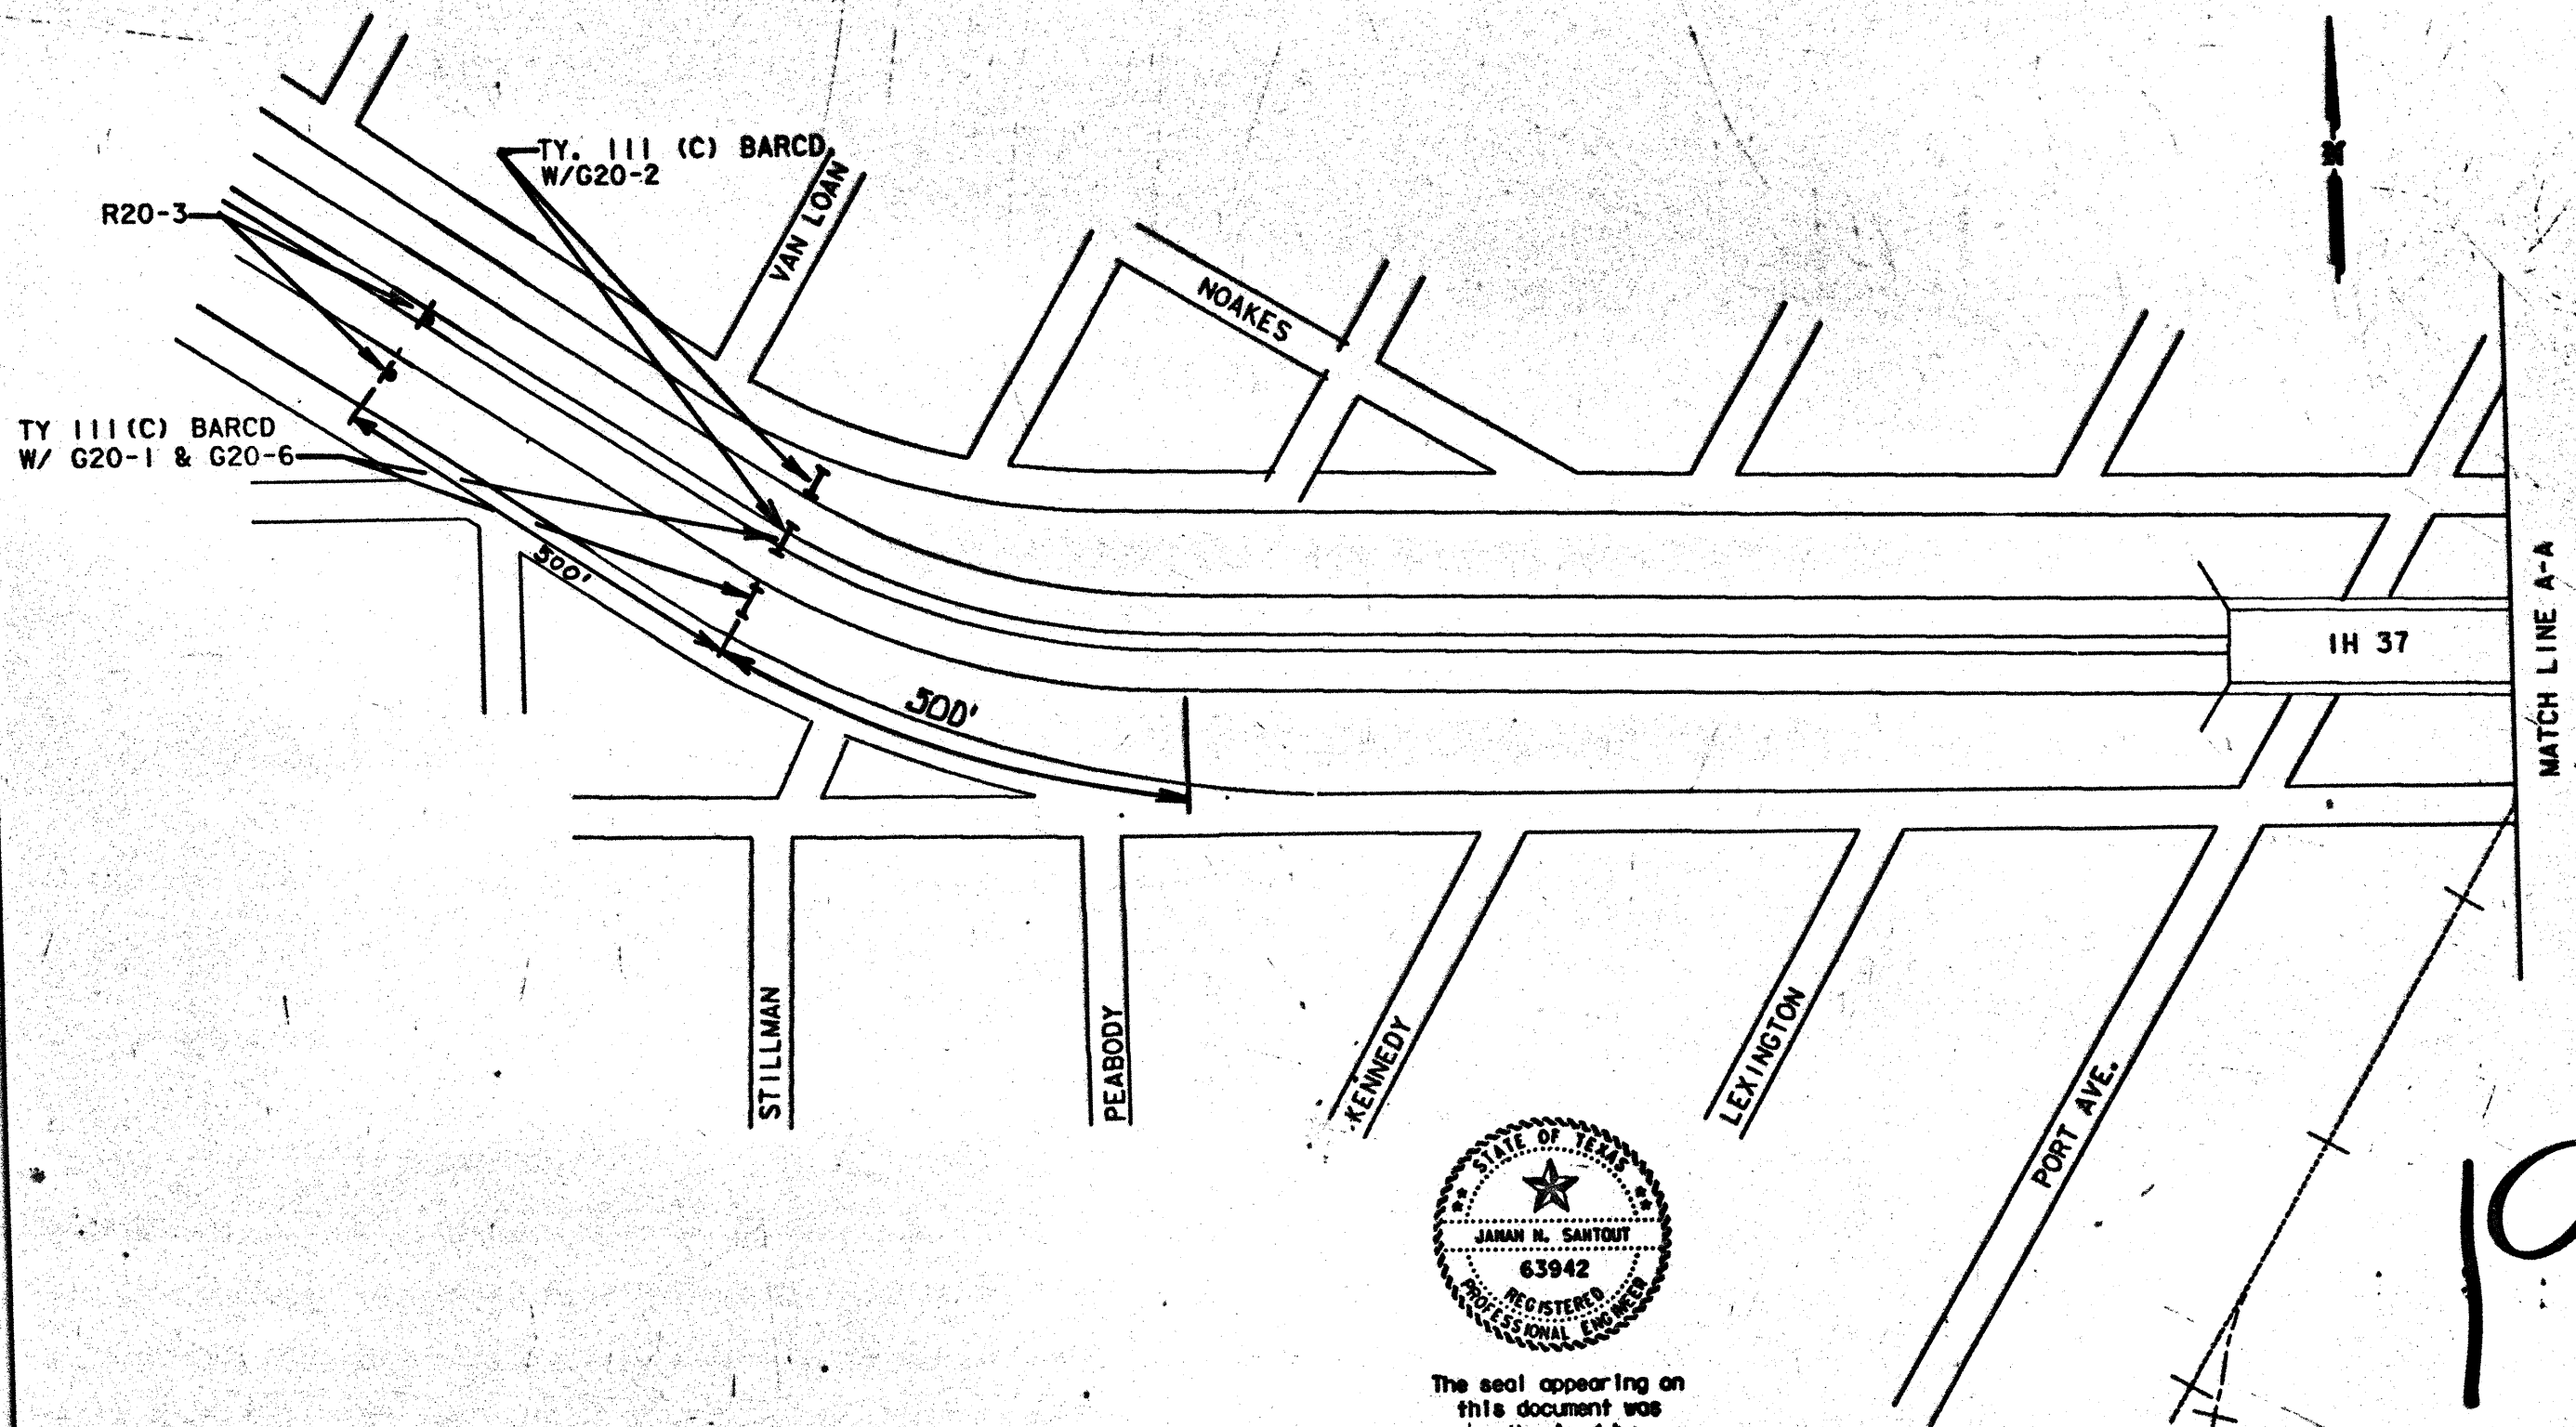 TY. III (C) BARCD.
W/G20-2
R20-3
VAN LOAN
NOAKES
TY III(C) BARCD
W/ G20-1 & G20-6
500'
500'
IH 37
MATCH LINE A-A
STILLMAN
PEABODY
KENNEDY
LEXINGTON
PORT AVE.
STATE OF TEXAS
63942
REGISTERED
PROFESSIONAL ENGINEER
The seal appearing on
this document was